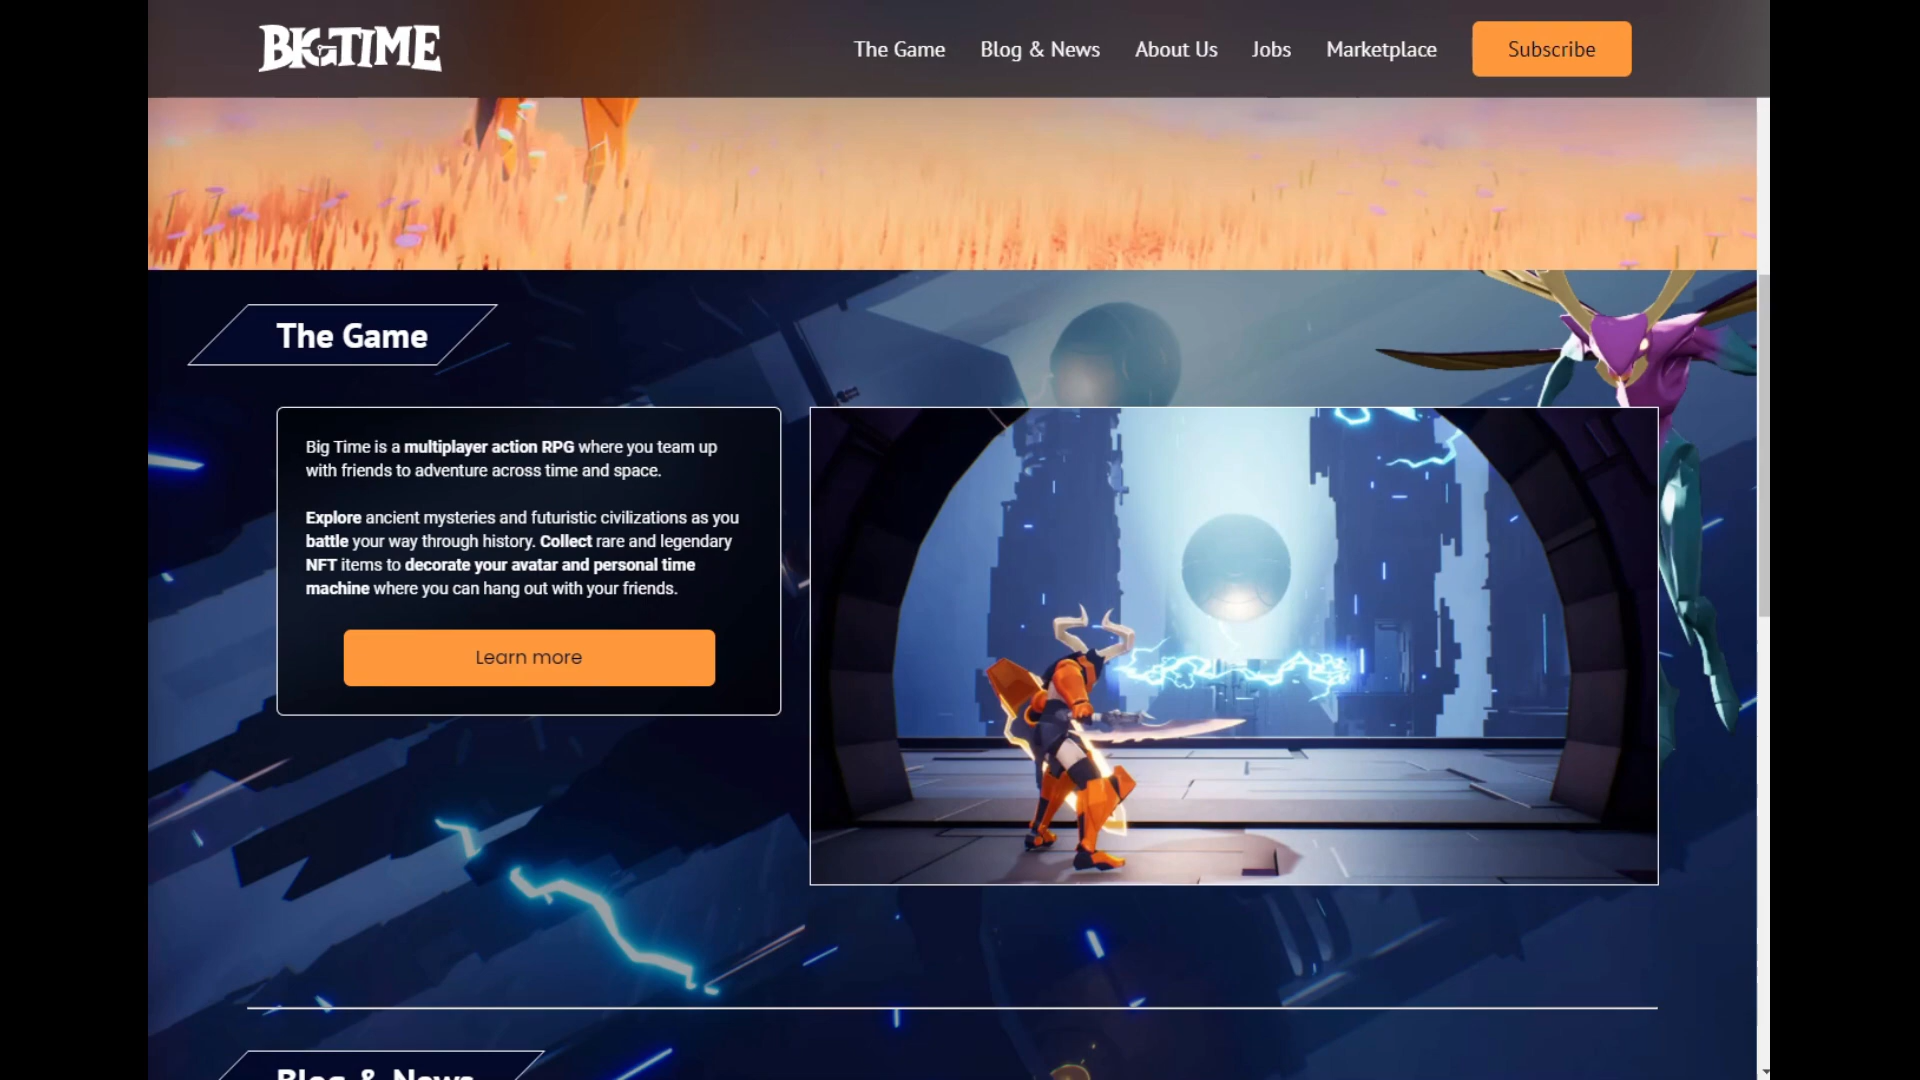 BIGTIME
The Game
Blog & News
About Us
Jobs
Marketplace
Subscribe
The Game
Big Time is a multiplayer action RPG where you team up
with friends to adventure across time and space.
Explore ancient mysteries and futuristic civilizations as you
battle your way through history. Collect rare and legendary
NFT items to decorate your avatar and personal time
machine where you can hang out with your friends.
Learn more
Blog & News